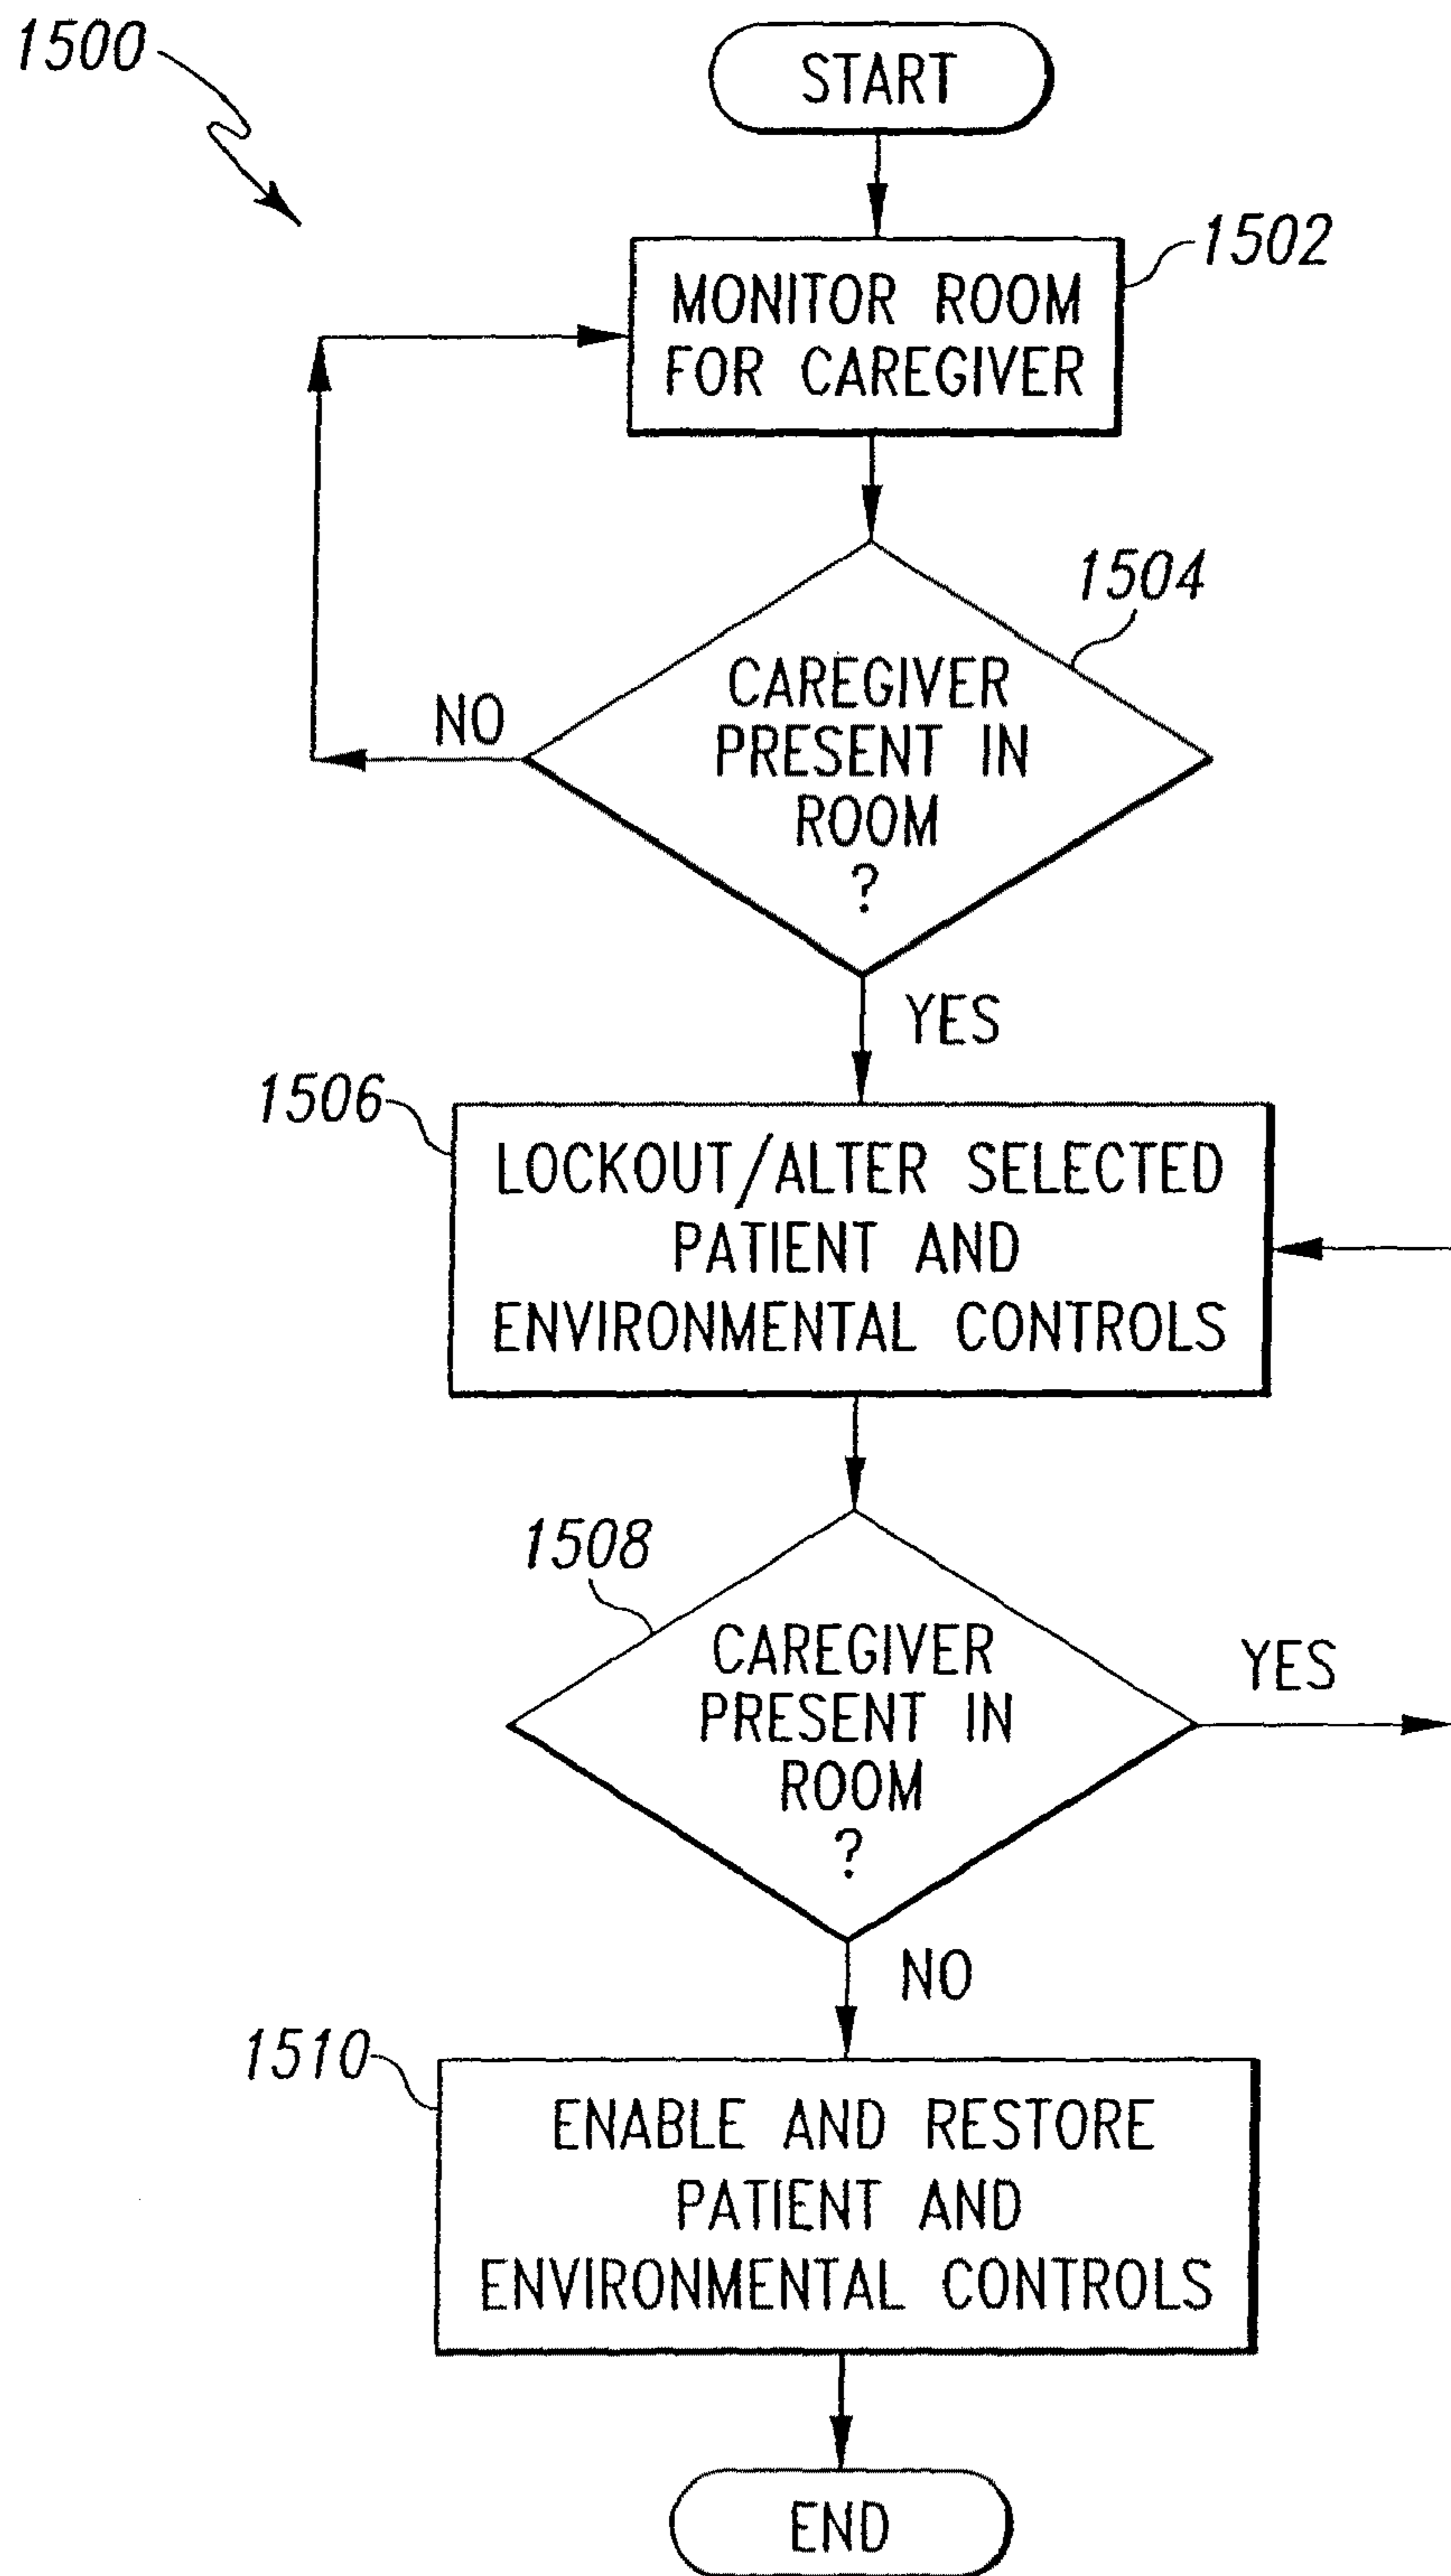 1500
START
1502
MONITOR ROOM
FOR CAREGIVER
1504
CAREGIVER
PRESENT IN
ROOM
?
NO
YES
1506
LOCKOUT/ALTER SELECTED
PATIENT AND
ENVIRONMENTAL CONTROLS
1508
CAREGIVER
PRESENT IN
ROOM
?
YES
NO
1510
ENABLE AND RESTORE
PATIENT AND
ENVIRONMENTAL CONTROLS
END